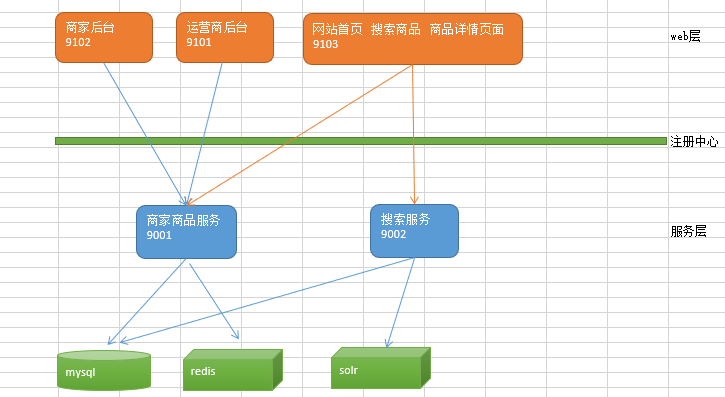 商家后台
9102
运营商后台
9101
网站首页 搜索商品 商品详情页面
9103
web层
注册中心
商家商品服务
9001
搜索服务
9002
服务层
mysql
redis
solr